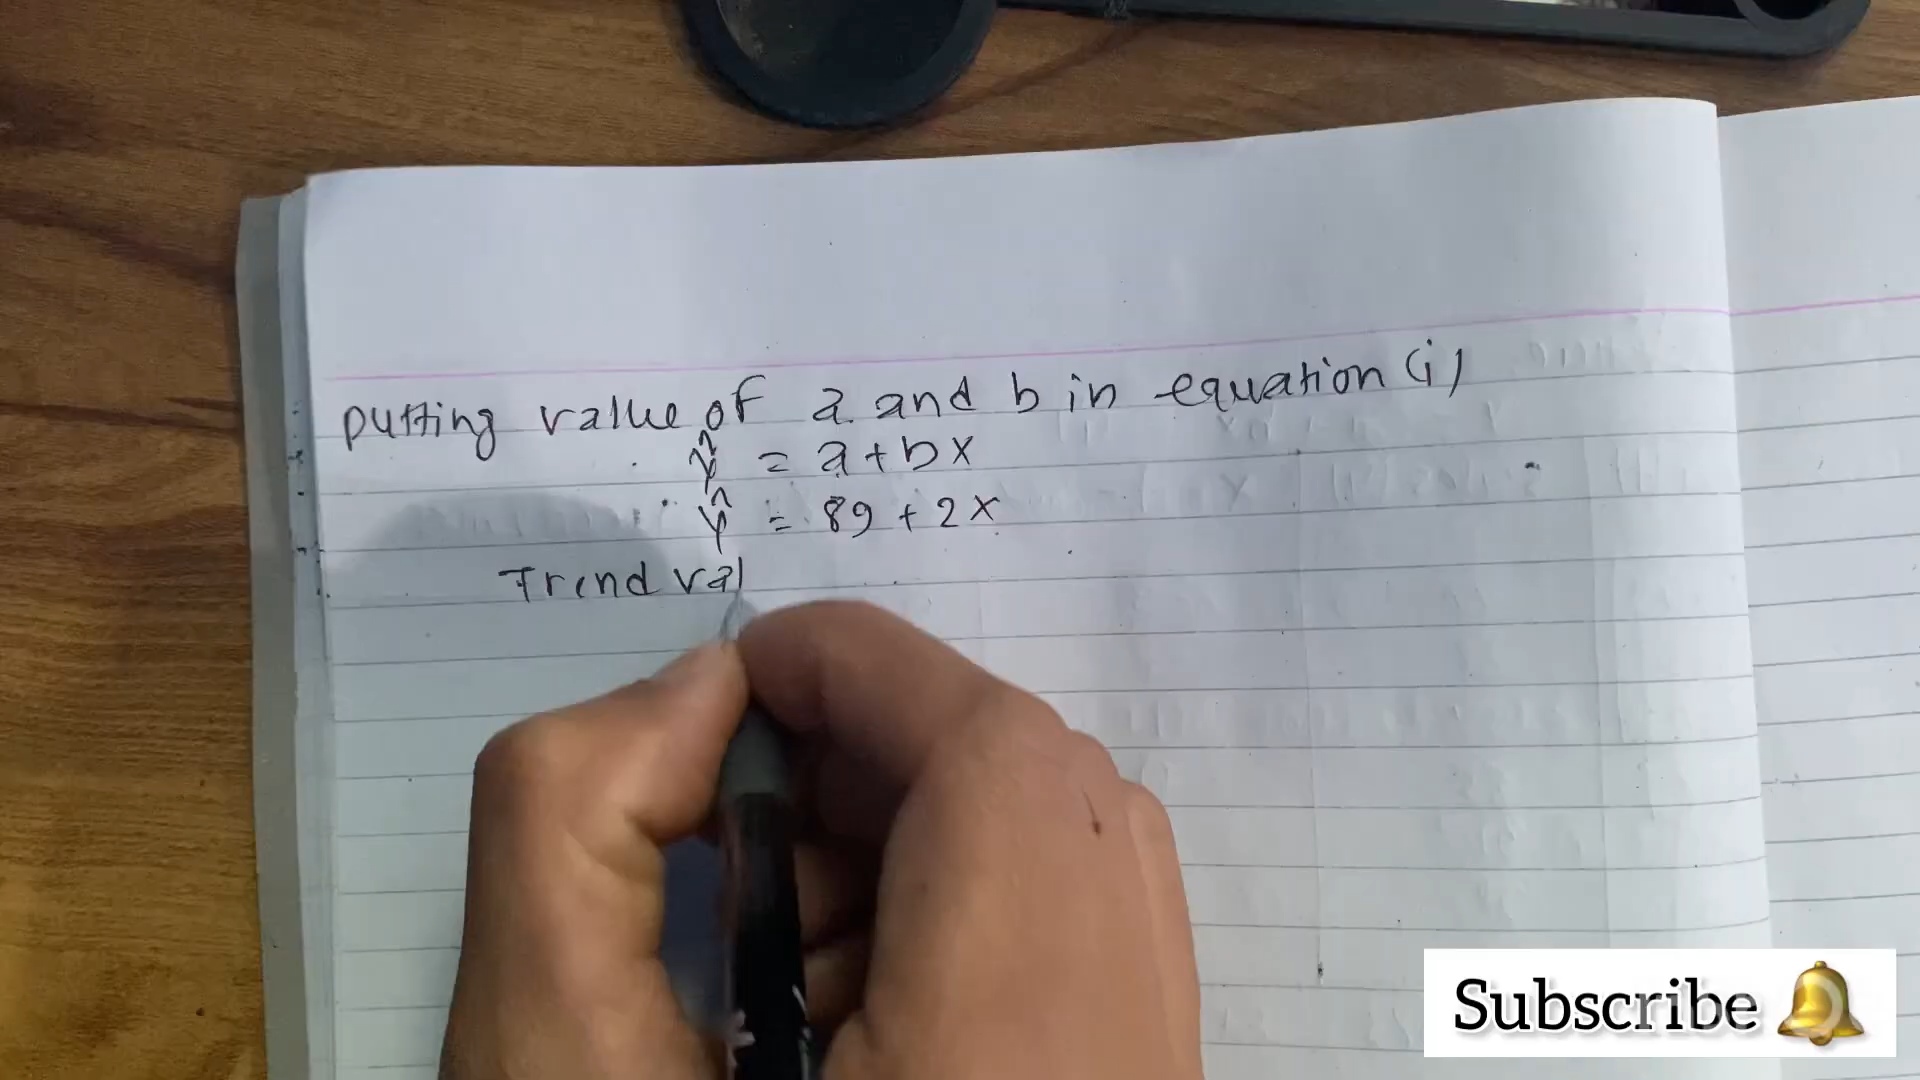 putting value of a and b in equation (i)
Ŷ = a + bx
Ŷ = 89 + 2x
Trend val
Subscribe